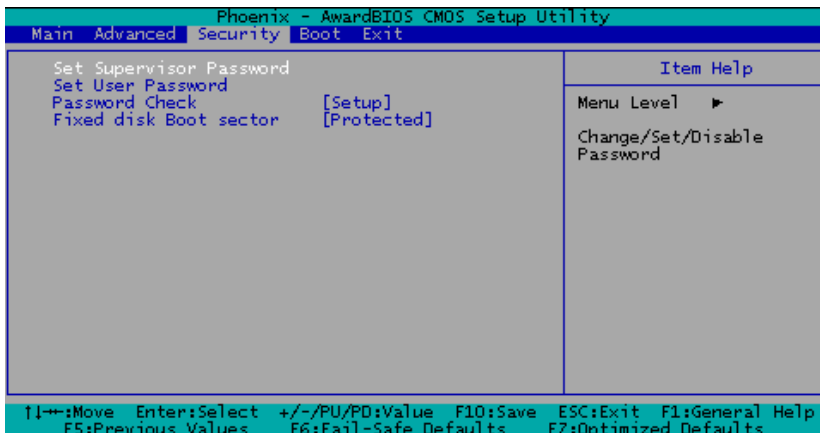 Phoenix - AwardBIOS CMOS Setup Utility
Main Advanced Security Boot Exit
Set Supervisor Password
Set User Password
Password Check [Setup]
Fixed disk Boot sector [Protected]
Item Help
Menu Level ►
Change/Set/Disable
Password
↑↓→←:Move Enter:Select +/-/PU/PD:Value F10:Save ESC:Exit F1:General Help
F5:Previous Values F6:Fail-Safe Defaults F7:Optimized Defaults